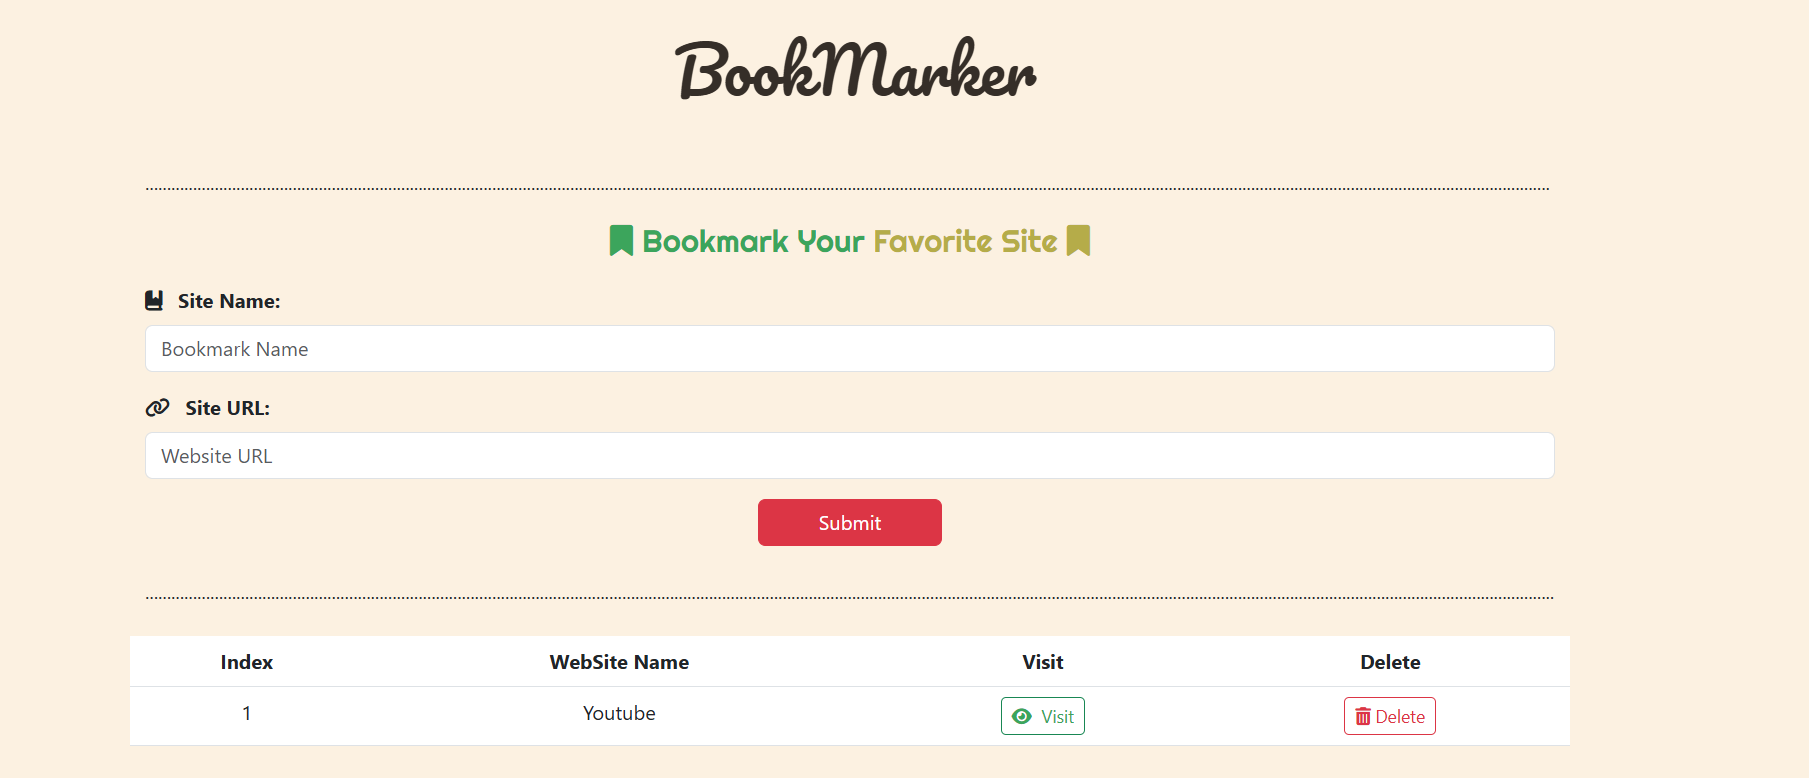 BookMarker
Bookmark Your Favorite Site
Site Name:
Bookmark Name
Site URL:
Website URL
Submit
Index WebSite Name Visit Delete
1 Youtube Visit Delete